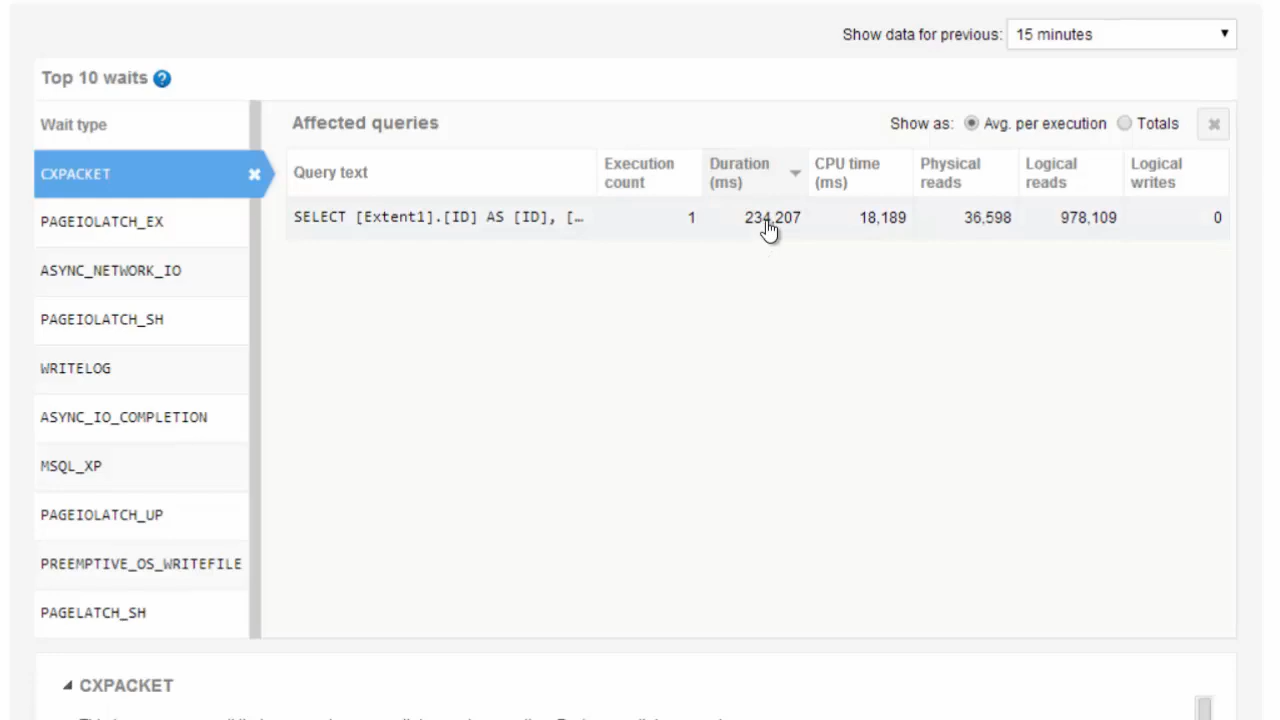 Show data for previous: 15 minutes
Top 10 waits ?
Wait type
Affected queries
Show as: Avg. per execution Totals
CXPACKET
PAGEIOLATCH_EX
ASYNC_NETWORK_IO
PAGEIOLATCH_SH
WRITELOG
ASYNC_IO_COMPLETION
MSQL_XP
PAGEIOLATCH_UP
PREEMPTIVE_OS_WRITEFILE
PAGELATCH_SH
Query text
Execution count
Duration (ms)
CPU time (ms)
Physical reads
Logical reads
Logical writes
SELECT [Extent1].[ID] AS [ID], [… 1 234,207 18,189 36,598 978,109 0
CXPACKET